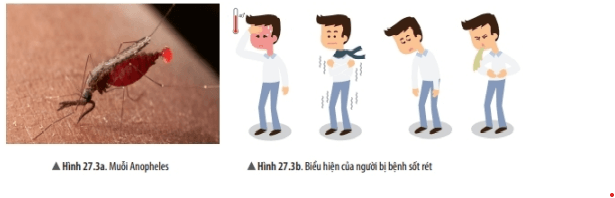 ▲ Hình 27.3a. Muỗi Anopheles
▲ Hình 27.3b. Biểu hiện của người bị bệnh sốt rét